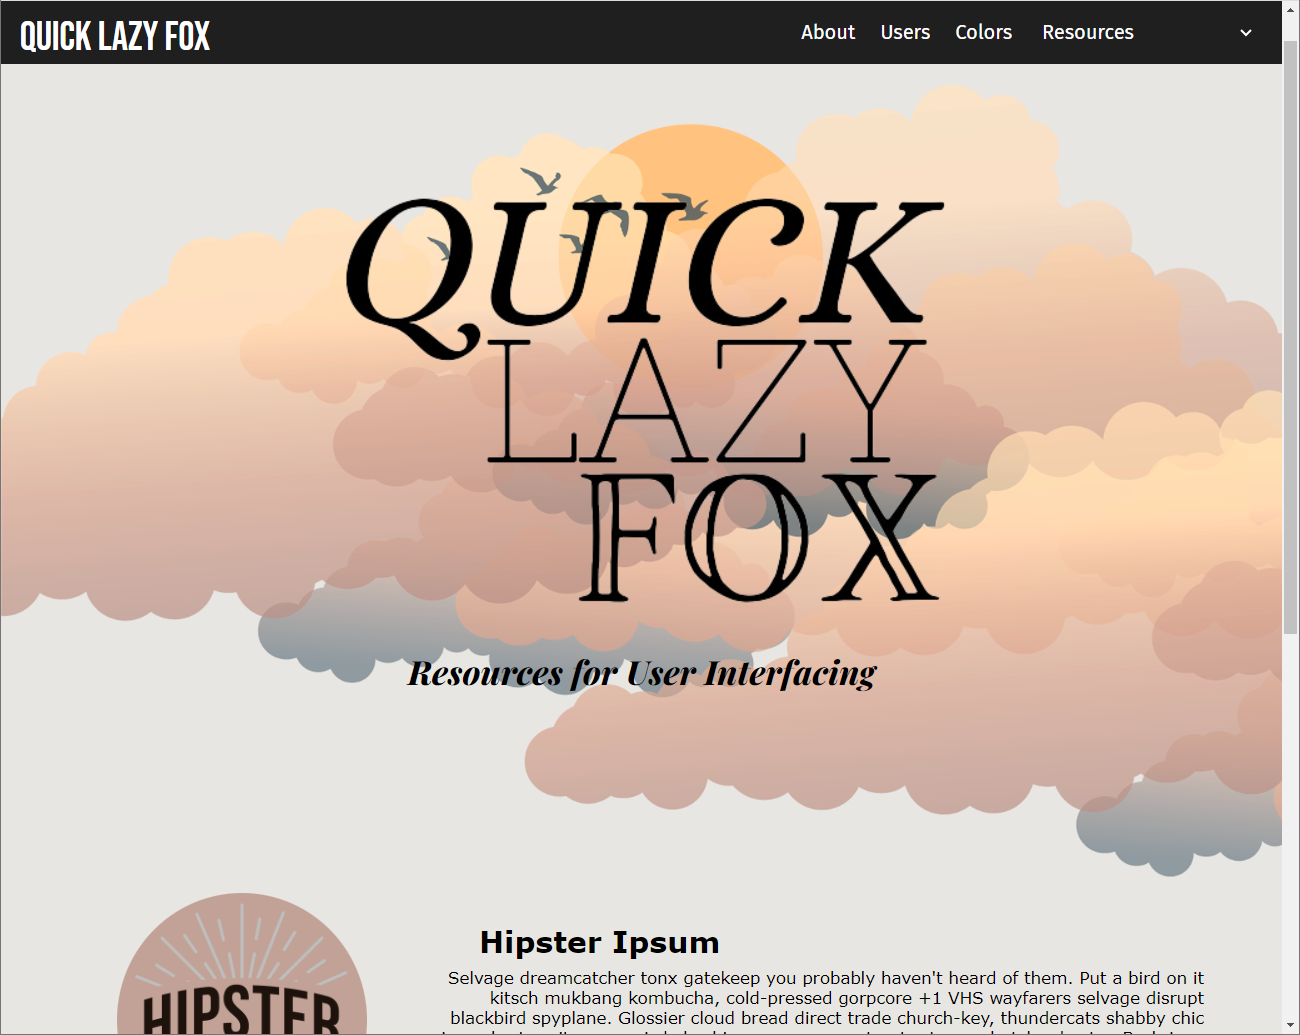 QUICK LAZY FOX
About Users Colors Resources
QUICK
LAZY
FOX
Resources for User Interfacing
HIPSTER
Hipster Ipsum
Selvage dreamcatcher tonx gatekeep you probably haven't heard of them. Put a bird on it
kitsch mukbang kombucha, cold-pressed gorpcore +1 VHS wayfarers selvage disrupt
blackbird spyplane. Glossier cloud bread direct trade church-key, thundercats shabby chic